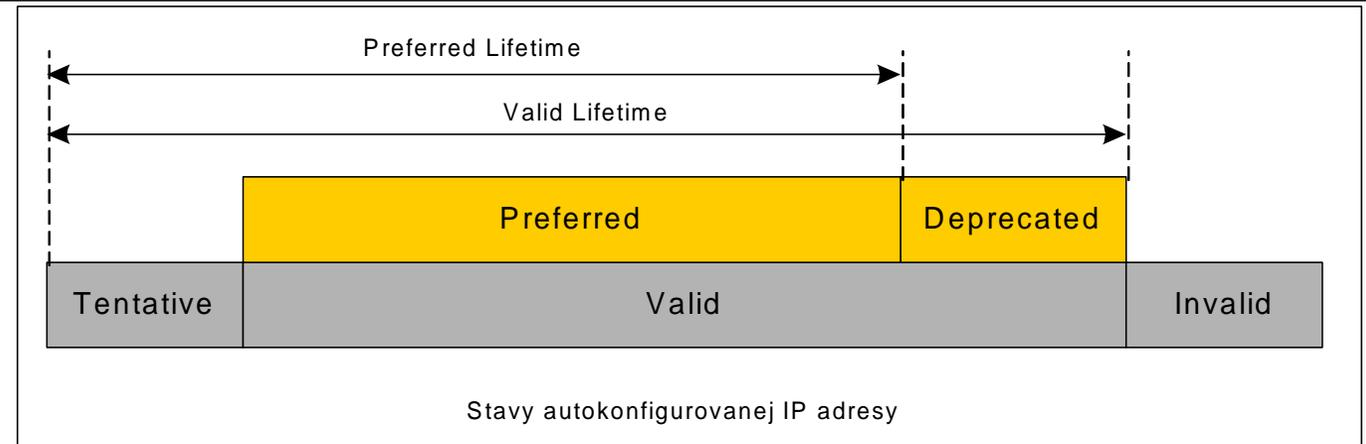 Preferred Lifetime
Valid Lifetime
Preferred
Deprecated
Tentative
Valid
Invalid
Stavy autokonfigurovanej IP adresy